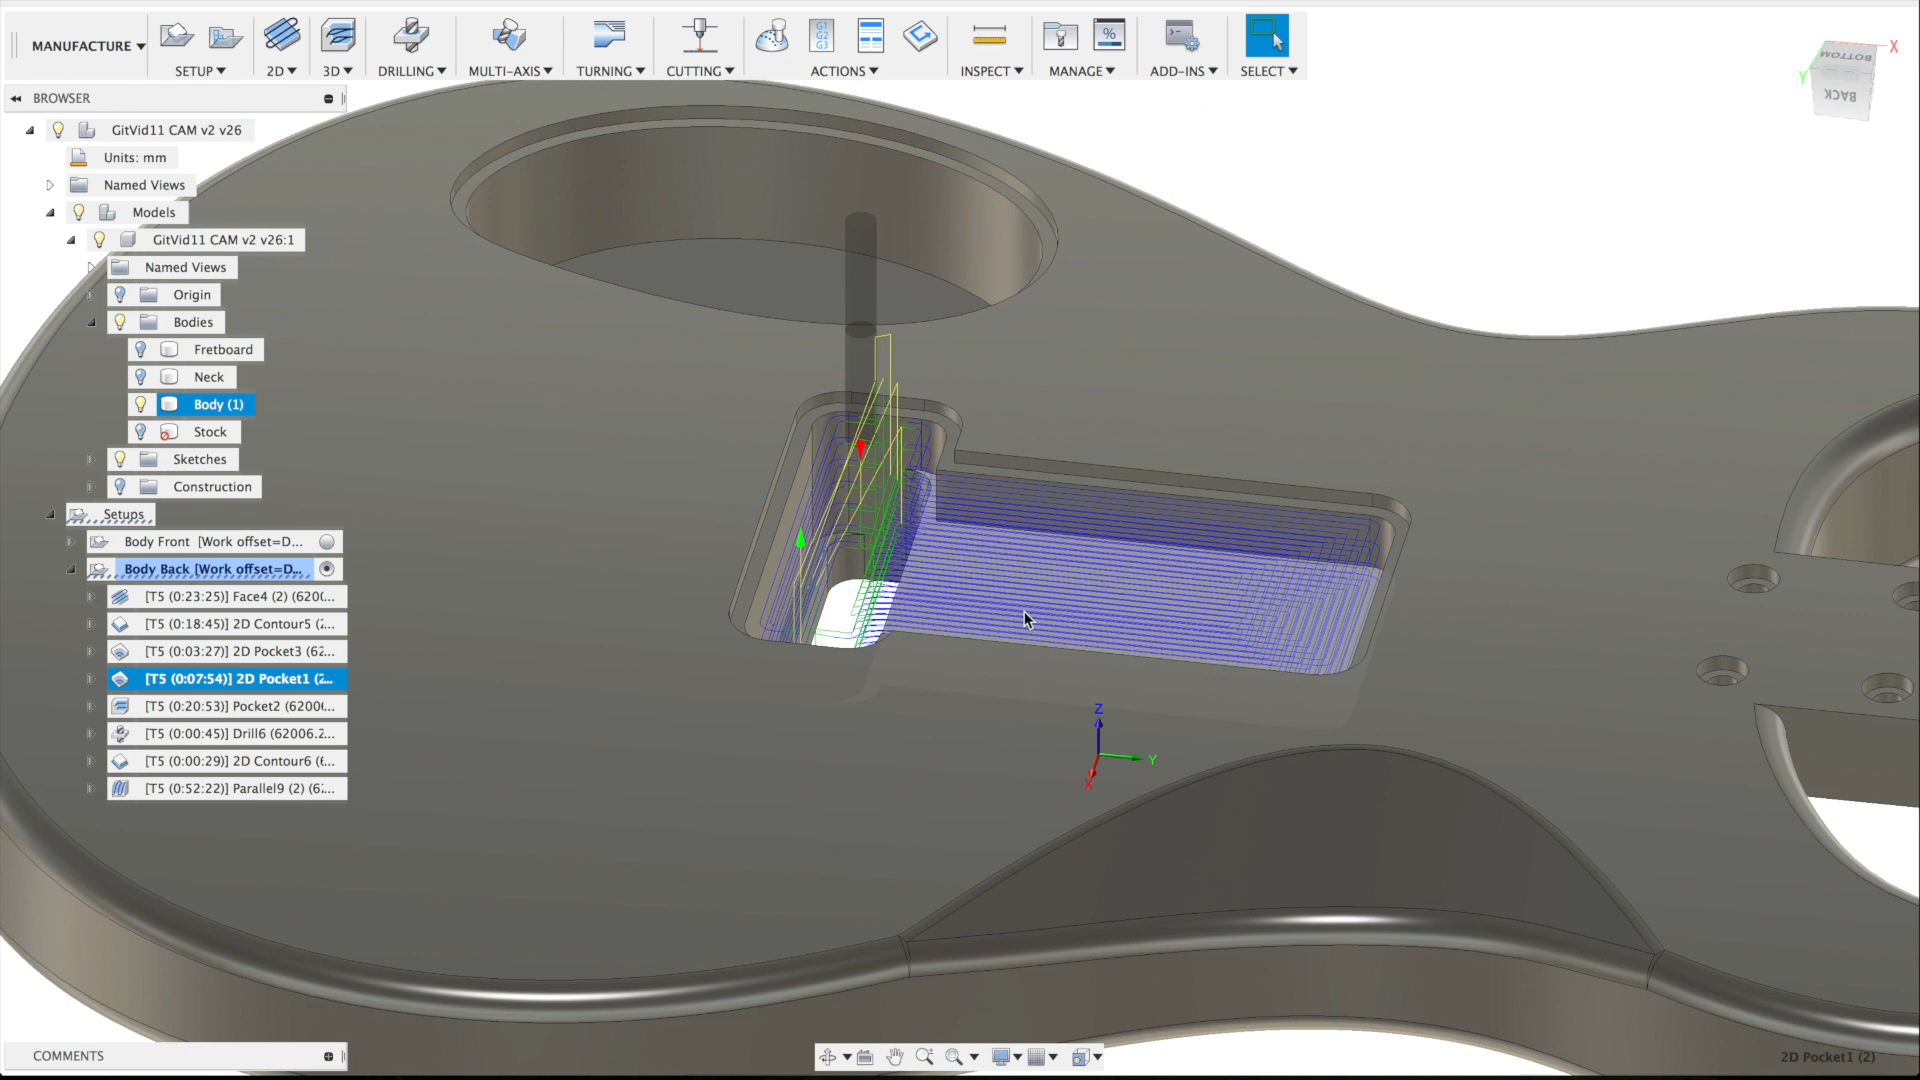 MANUFACTURE
SETUP
2D
3D
DRILLING
MULTI-AXIS
TURNING
CUTTING
G1
G2
G3
ACTIONS
INSPECT
%
MANAGE
ADD-INS
SELECT
BOTTOM
BACK
X
Y
BROWSER
GitVid11 CAM v2 v26
Units: mm
Named Views
Models
GitVid11 CAM v2 v26:1
Named Views
Origin
Bodies
Fretboard
Neck
Body (1)
Stock
Sketches
Construction
Setups
Body Front [Work offset=D...
Body Back [Work offset=D...
[T5 (0:23:25)] Face4 (2) (620(...
[T5 (0:18:45)] 2D Contour5 (...
[T5 (0:03:27)] 2D Pocket3 (62...
[T5 (0:07:54)] 2D Pocket1 (2...
[T5 (0:20:53)] Pocket2 (6200(...
[T5 (0:00:45)] Drill6 (62006.2...
[T5 (0:00:29)] 2D Contour6 (6...
[T5 (0:52:22)] Parallel9 (2) (6...
Z
Y
X
COMMENTS
2D Pocket1 (2)